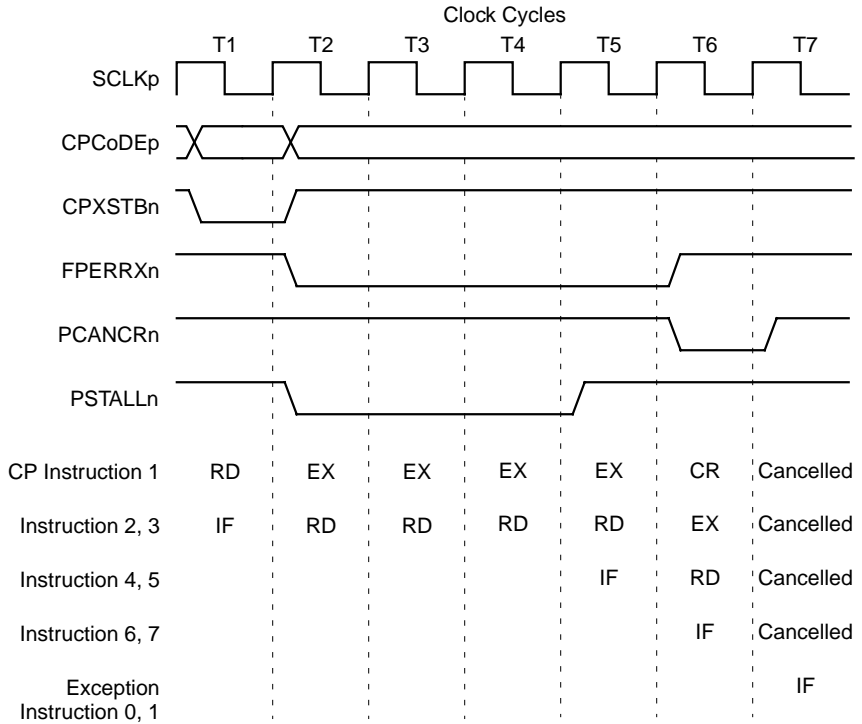 Clock Cycles
T1 T2 T3 T4 T5 T6 T7
SCLKp
CPCoDEp
CPXSTBn
FPERRXn
PCANCRn
PSTALLn
CP Instruction 1 RD EX EX EX EX CR Cancelled
Instruction 2, 3 IF RD RD RD RD EX Cancelled
Instruction 4, 5 IF RD Cancelled
Instruction 6, 7 IF Cancelled
Exception IF
Instruction 0, 1